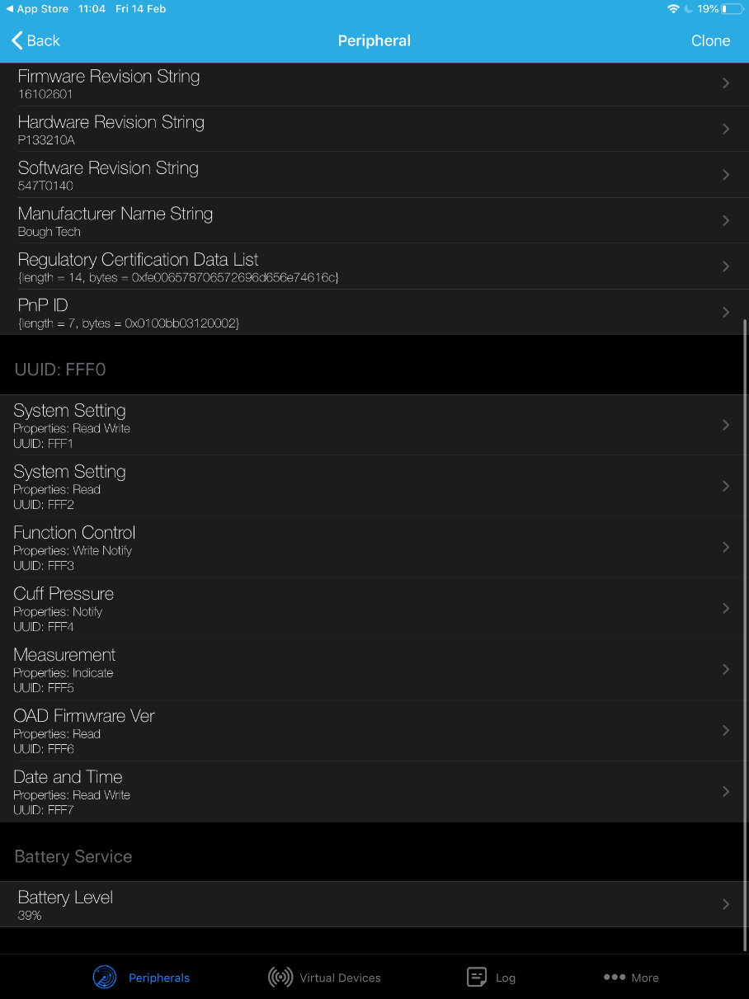 App Store 11:04 Fri 14 Feb 19%
Back Peripheral Clone
Firmware Revision String
16102601
Hardware Revision String
P133210A
Software Revision String
547T0140
Manufacturer Name String
Bough Tech
Regulatory Certification Data List
{length = 14, bytes = 0xfe006578706572696d656e74616c}
PnP ID
{length = 7, bytes = 0x0100bb03120002}
UUID: FFF0
System Setting
Properties: Read Write
UUID: FFF1
System Setting
Properties: Read
UUID: FFF2
Function Control
Properties: Write Notify
UUID: FFF3
Cuff Pressure
Properties: Notify
UUID: FFF4
Measurement
Properties: Indicate
UUID: FFF5
OAD Firmwrare Ver
Properties: Read
UUID: FFF6
Date and Time
Properties: Read Write
UUID: FFF7
Battery Service
Battery Level
39%
Peripherals Virtual Devices Log More